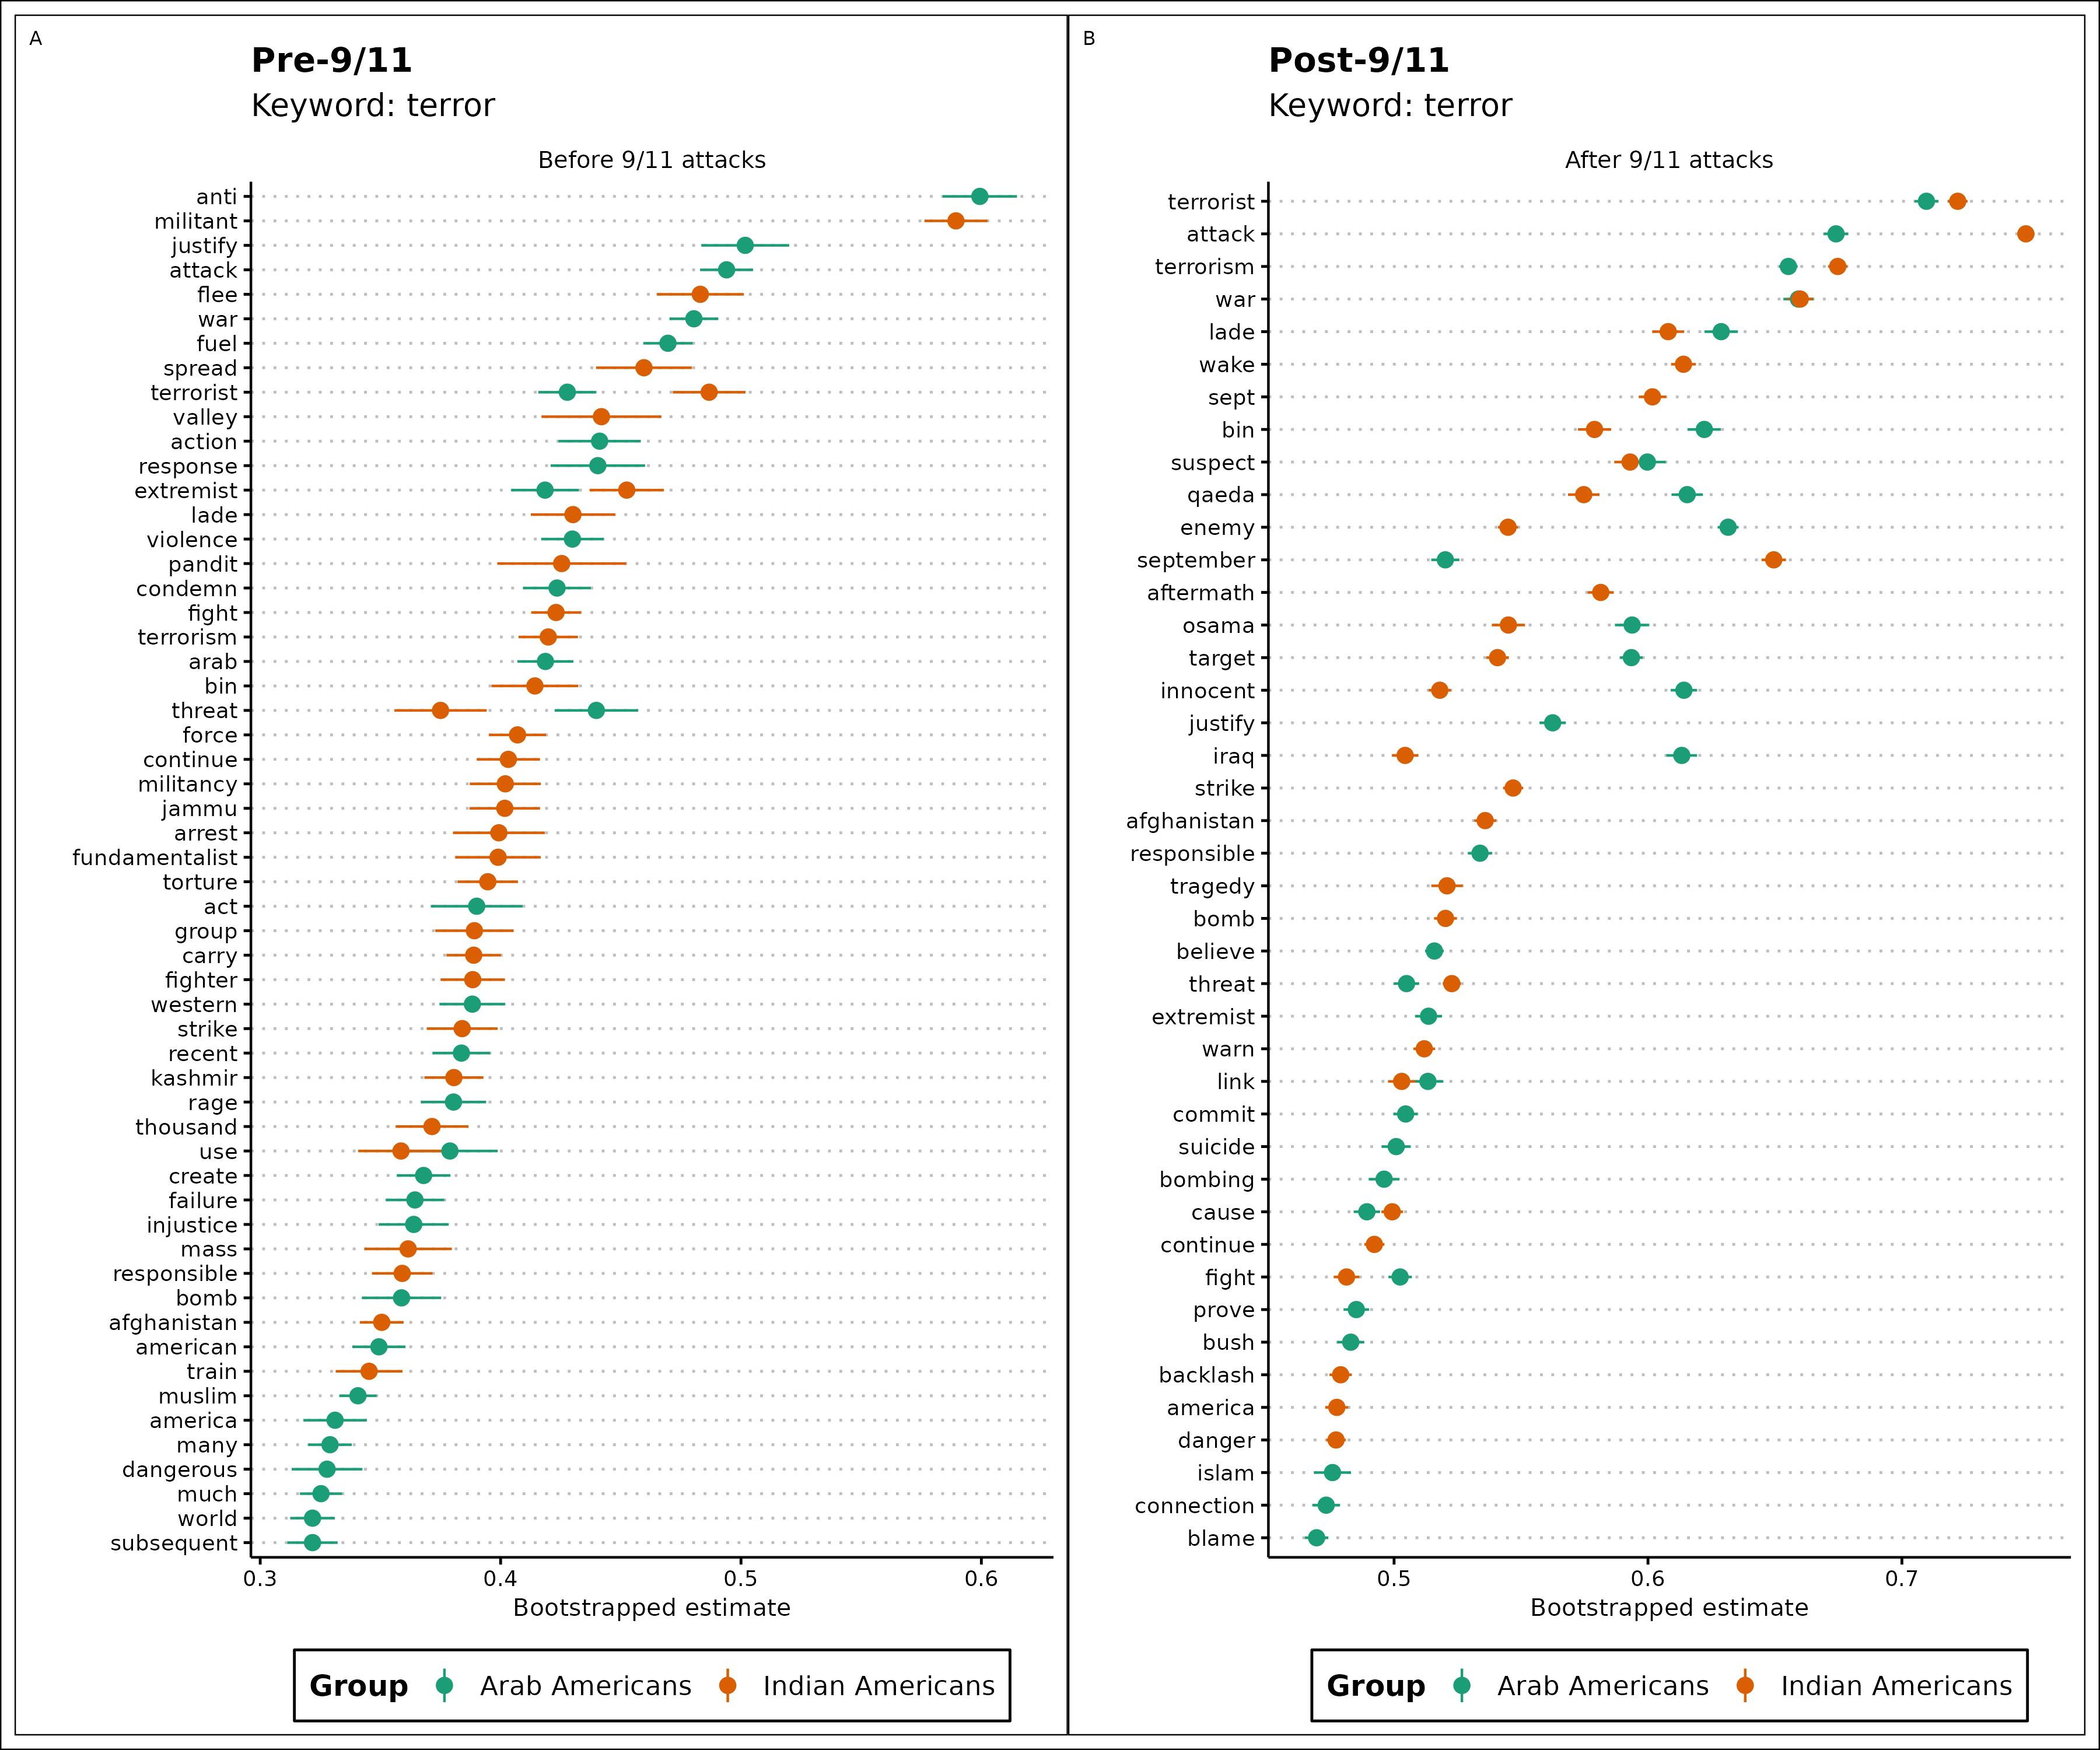 A
Pre-9/11
Keyword: terror
Before 9/11 attacks
anti
militant
justify
attack
flee
war
fuel
spread
terrorist
valley
action
response
extremist
lade
violence
pandit
condemn
fight
terrorism
arab
bin
threat
force
continue
militancy
jammu
arrest
fundamentalist
torture
act
group
carry
fighter
western
strike
recent
kashmir
rage
thousand
use
create
failure
injustice
mass
responsible
bomb
afghanistan
american
train
muslim
america
many
dangerous
much
world
subsequent
0.3 0.4 0.5 0.6
Bootstrapped estimate
Group Arab Americans Indian Americans
B
Post-9/11
Keyword: terror
After 9/11 attacks
terrorist
attack
terrorism
war
lade
wake
sept
bin
suspect
qaeda
enemy
september
aftermath
osama
target
innocent
justify
iraq
strike
afghanistan
responsible
tragedy
bomb
believe
threat
extremist
warn
link
commit
suicide
bombing
cause
continue
fight
prove
bush
backlash
america
danger
islam
connection
blame
0.5 0.6 0.7
Bootstrapped estimate
Group Arab Americans Indian Americans